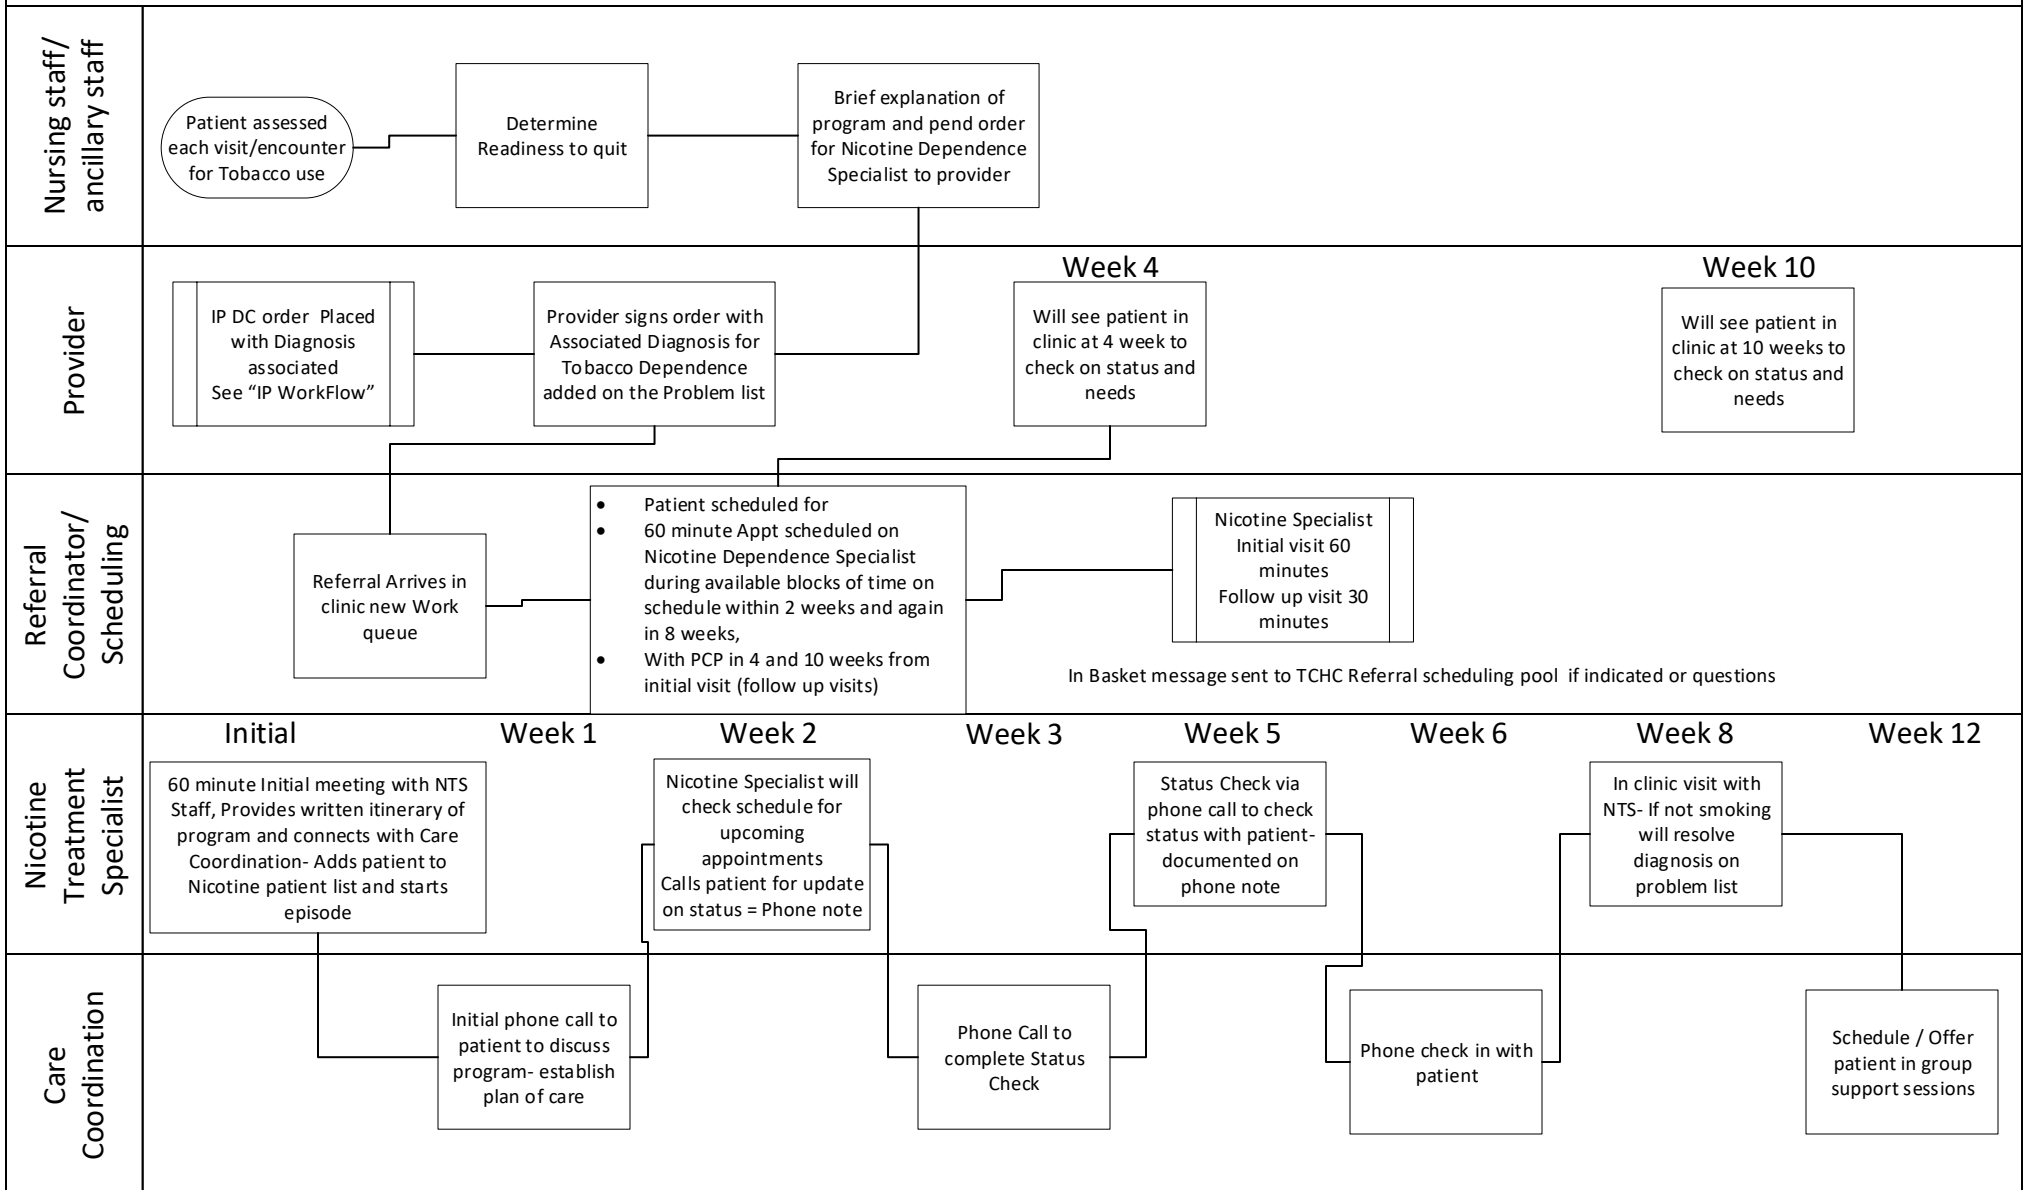 Nursing staff/
ancillary staff
Patient assessed
each visit/encounter
for Tobacco use
Determine
Readiness to quit
Brief explanation of
program and pend order
for Nicotine Dependence
Specialist to provider
Provider
IP DC order Placed
with Diagnosis
associated
See “IP WorkFlow”
Provider signs order with
Associated Diagnosis for
Tobacco Dependence
added on the Problem list
Week 4
Will see patient in
clinic at 4 week to
check on status and
needs
Week 10
Will see patient in
clinic at 10 weeks to
check on status and
needs
Referral
Coordinator/
Scheduling
Referral Arrives in
clinic new Work
queue
• Patient scheduled for
• 60 minute Appt scheduled on
Nicotine Dependence Specialist
during available blocks of time on
schedule within 2 weeks and again
in 8 weeks,
• With PCP in 4 and 10 weeks from
initial visit (follow up visits)
Nicotine Specialist
Initial visit 60
minutes
Follow up visit 30
minutes
In Basket message sent to TCHC Referral scheduling pool if indicated or questions
Nicotine
Treatment
Specialist
Initial
60 minute Initial meeting with NTS
Staff, Provides written itinerary of
program and connects with Care
Coordination- Adds patient to
Nicotine patient list and starts
episode
Week 1
Week 2
Nicotine Specialist will
check schedule for
upcoming
appointments
Calls patient for update
on status = Phone note
Week 3
Week 5
Status Check via
phone call to check
status with patient-
documented on
phone note
Week 6
Week 8
In clinic visit with
NTS- If not smoking
will resolve
diagnosis on
problem list
Week 12
Care
Coordination
Initial phone call to
patient to discuss
program- establish
plan of care
Phone Call to
complete Status
Check
Phone check in with
patient
Schedule / Offer
patient in group
support sessions